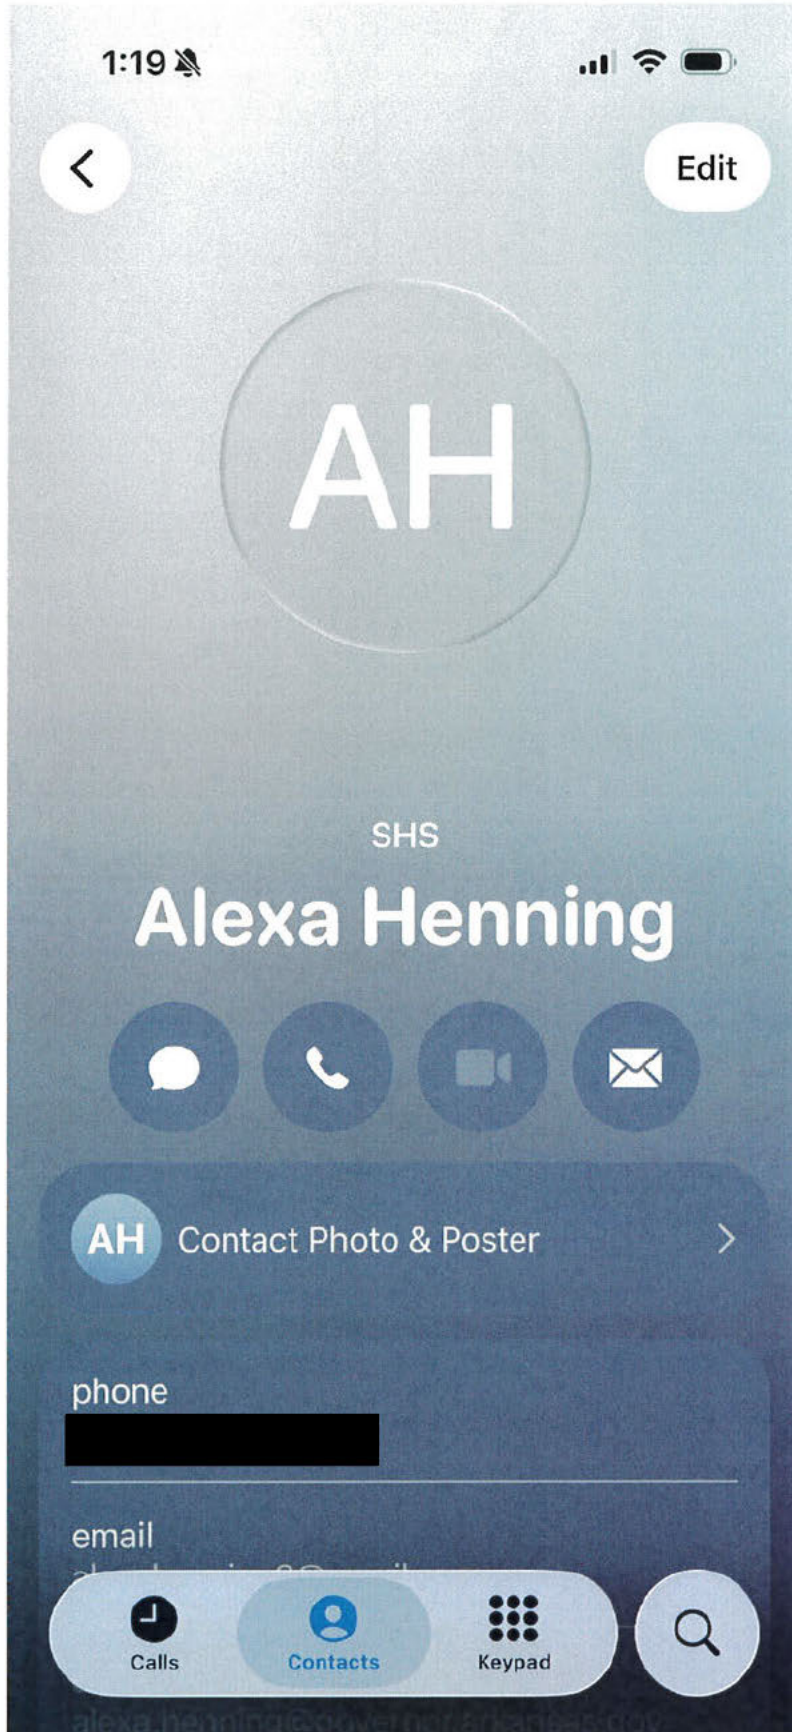 1:19
Edit
AH
SHS
Alexa Henning
AH Contact Photo & Poster
phone
email
Calls
Contacts
Keypad